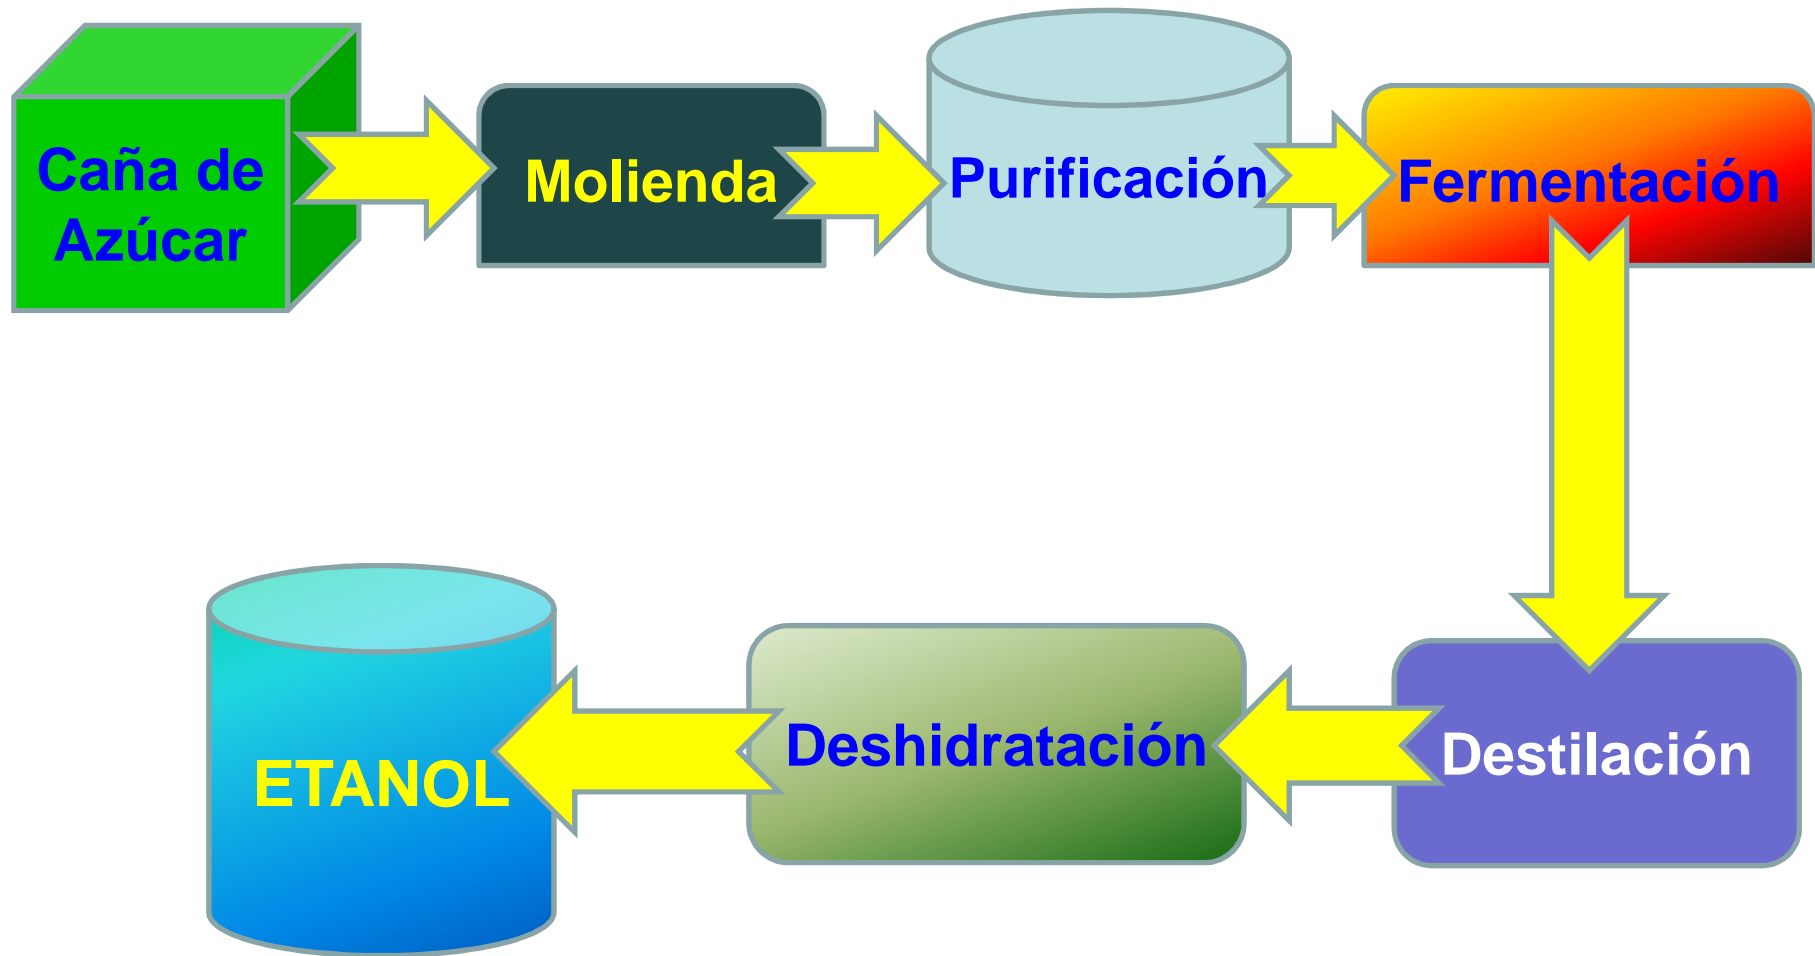 Caña de
Azúcar
Molienda
Purificación
Fermentación
Destilación
Deshidratación
ETANOL